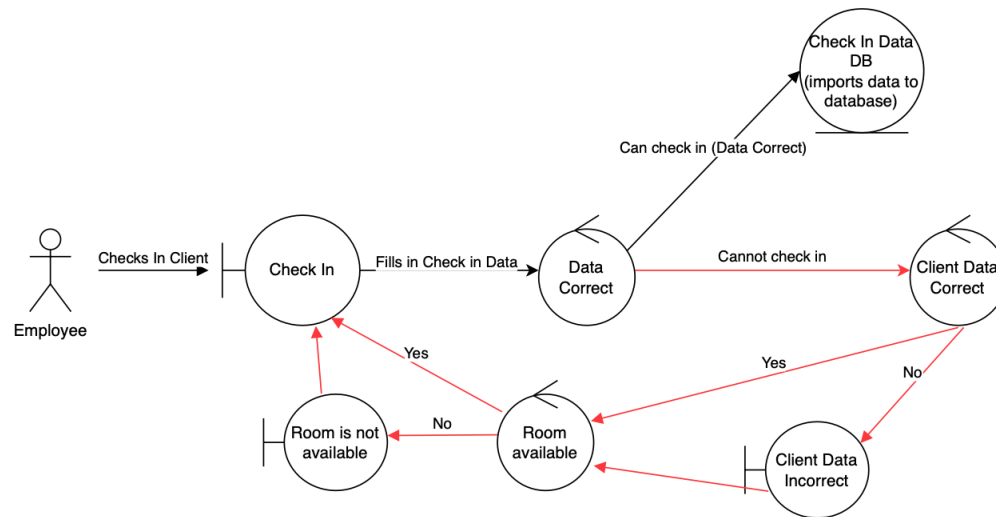 Check In Data
DB
(imports data to
database)
Can check in (Data Correct)
Checks In Client
Check In
Fills in Check in Data
Data
Correct
Cannot check in
Client Data
Correct
Employee
Yes
Yes
No
Room is not
available
No
Room
available
Client Data
Incorrect